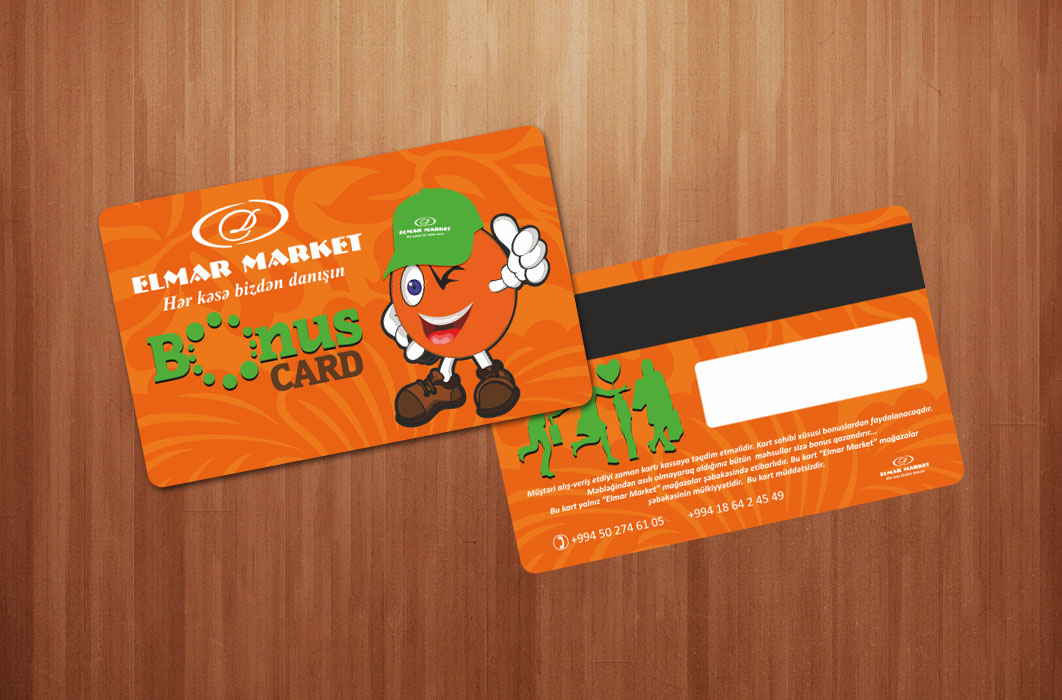 ELMAR MARKET
Hər kəsə bizdən danışın
Bonus
CARD
ELMAR MARKET
Müştəri alış-veriş etdiyi zaman kartı kassaya təqdim etməlidir. Kart sahibi xüsusi bonuslardan faydalanacaqdır.
Məbləğindən asılı olmayaraq aldığınız bütün məhsullar sizə bonus qazandırır...
Bu kart yalnız "Elmar Market" mağazalar şəbəkəsində etibarlıdır. Bu kart "Elmar Market" mağazalar
şəbəkəsinin mülkiyyətidir. Bu kart müddətsizdir.
+994 50 274 61 05 +994 18 64 2 45 49
ELMAR MARKET